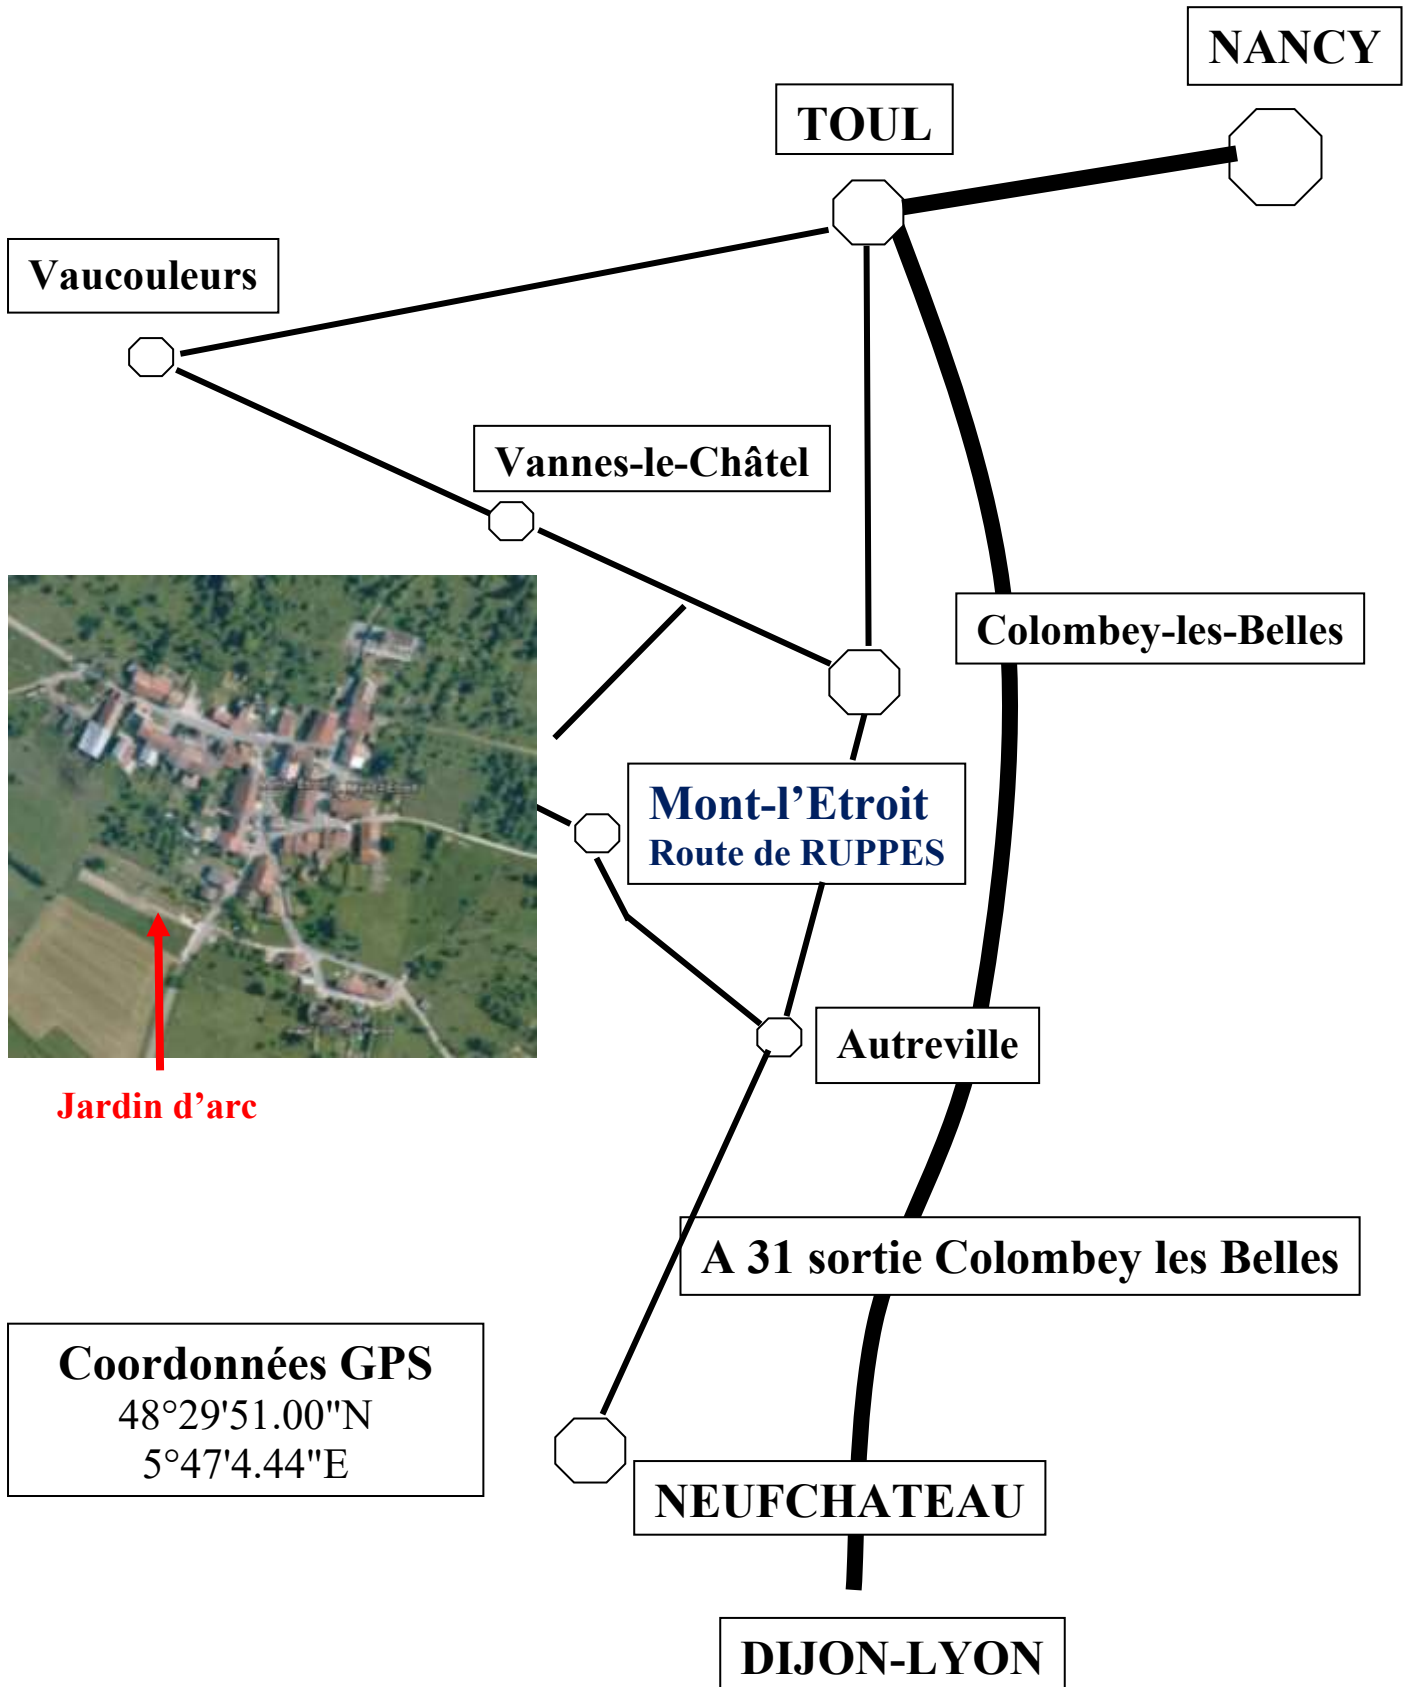 NANCY
TOUL
Vaucouleurs
Vannes-le-Châtel
Colombey-les-Belles
Mont-l’Etroit
Route de RUPPES
Autreville
Jardin d’arc
A 31 sortie Colombey les Belles
Coordonnées GPS
48°29'51.00"N
5°47'4.44"E
NEUFCHATEAU
DIJON-LYON